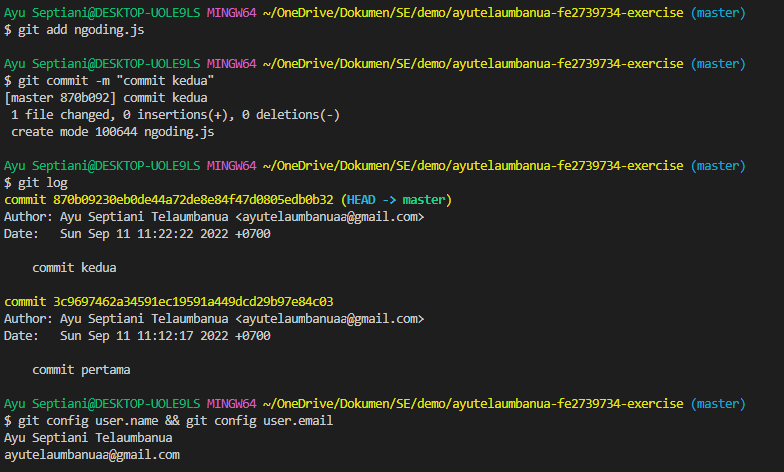 Ayu Septiani@DESKTOP-UOLE9LS MINGW64 ~/OneDrive/Dokumen/SE/demo/ayutelaumbanua-fe2739734-exercise (master)
$ git add ngoding.js
Ayu Septiani@DESKTOP-UOLE9LS MINGW64 ~/OneDrive/Dokumen/SE/demo/ayutelaumbanua-fe2739734-exercise (master)
$ git commit -m "commit kedua"
[master 870b092] commit kedua
 1 file changed, 0 insertions(+), 0 deletions(-)
 create mode 100644 ngoding.js
Ayu Septiani@DESKTOP-UOLE9LS MINGW64 ~/OneDrive/Dokumen/SE/demo/ayutelaumbanua-fe2739734-exercise (master)
$ git log
commit 870b09230eb0de44a72de8e84f47d0805edb0b32 (HEAD -> master)
Author: Ayu Septiani Telaumbanua <ayutelaumbanuaa@gmail.com>
Date:   Sun Sep 11 11:22:22 2022 +0700
    commit kedua
commit 3c9697462a34591ec19591a449dcd29b97e84c03
Author: Ayu Septiani Telaumbanua <ayutelaumbanuaa@gmail.com>
Date:   Sun Sep 11 11:12:17 2022 +0700
    commit pertama
Ayu Septiani@DESKTOP-UOLE9LS MINGW64 ~/OneDrive/Dokumen/SE/demo/ayutelaumbanua-fe2739734-exercise (master)
$ git config user.name && git config user.email
Ayu Septiani Telaumbanua
ayutelaumbanuaa@gmail.com